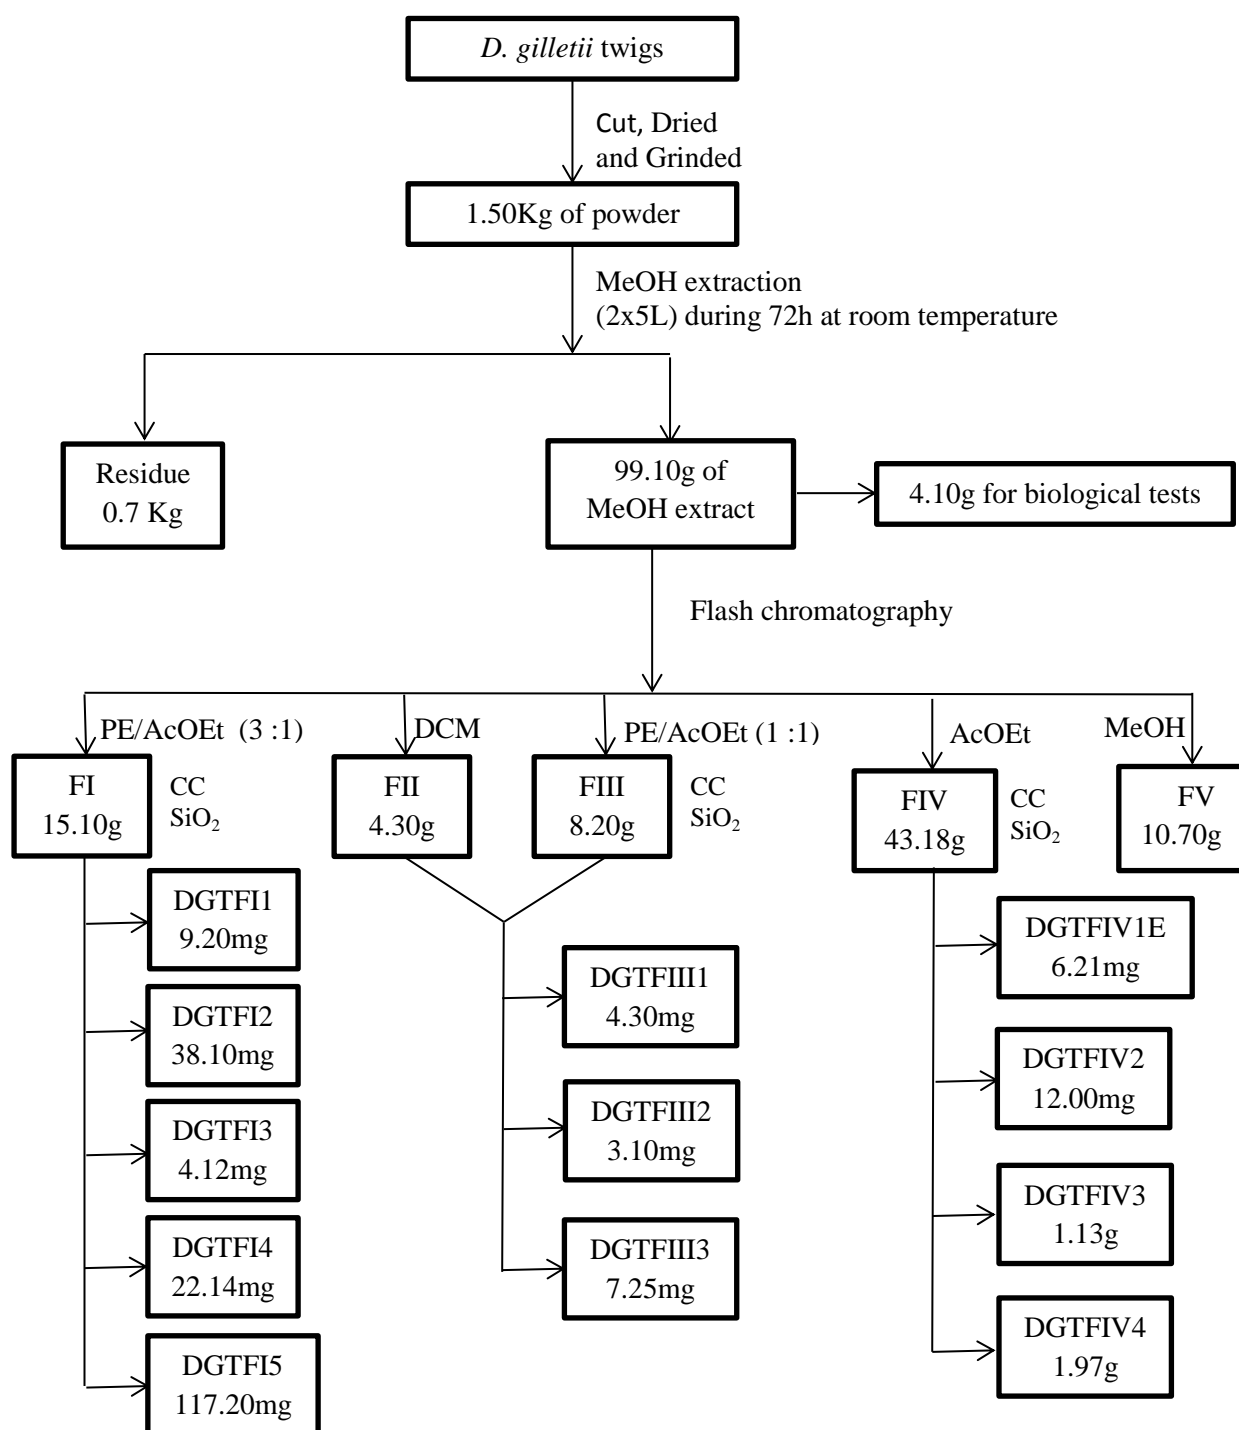 D. gilletii twigs
Cut, Dried
and Grinded
1.50Kg of powder
MeOH extraction
(2x5L) during 72h at room temperature
Residue
0.7 Kg
99.10g of
MeOH extract
4.10g for biological tests
Flash chromatography
PE/AcOEt (3 :1)
DCM
PE/AcOEt (1 :1)
AcOEt
MeOH
FI
15.10g
CC
SiO₂
FII
4.30g
FIII
8.20g
CC
SiO₂
FIV
43.18g
CC
SiO₂
FV
10.70g
DGTFI1
9.20mg
DGTFI2
38.10mg
DGTFI3
4.12mg
DGTFI4
22.14mg
DGTFI5
117.20mg
DGTFIII1
4.30mg
DGTFIII2
3.10mg
DGTFIII3
7.25mg
DGTFIV1E
6.21mg
DGTFIV2
12.00mg
DGTFIV3
1.13g
DGTFIV4
1.97g